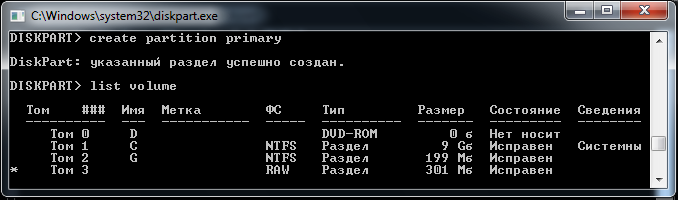 C:\Windows\system32\diskpart.exe
DISKPART> create partition primary
DiskPart: указанный раздел успешно создан.
DISKPART> list volume
Том ### Имя Метка ФС Тип Размер Состояние Сведения
---------- --- ----------- ----- ---------- ------- --------- --------
Том 0 D DVD-ROM 0 б Нет носит
Том 1 C NTFS Раздел 9 Gб Исправен Системны
Том 2 G NTFS Раздел 199 Mб Исправен
* Том 3 RAW Раздел 301 Mб Исправен